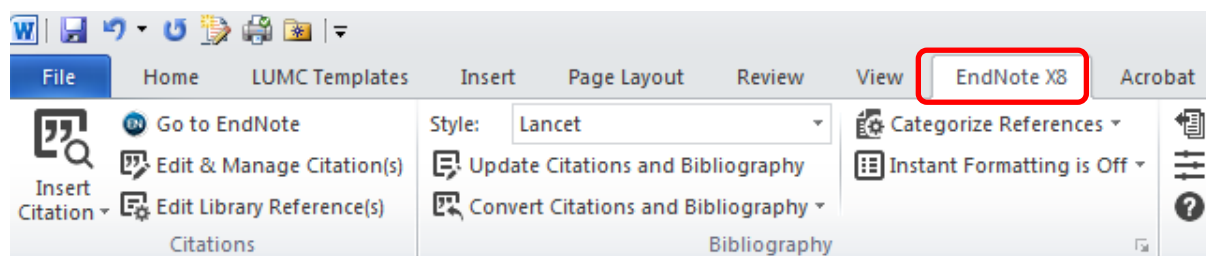 W
File Home LUMC Templates Insert Page Layout Review View EndNote X8 Acrobat
EN Go to EndNote Style: Lancet Categorize References
Edit & Manage Citation(s) Update Citations and Bibliography Instant Formatting is Off
Insert
Citation Edit Library Reference(s) Convert Citations and Bibliography ?
Citations Bibliography